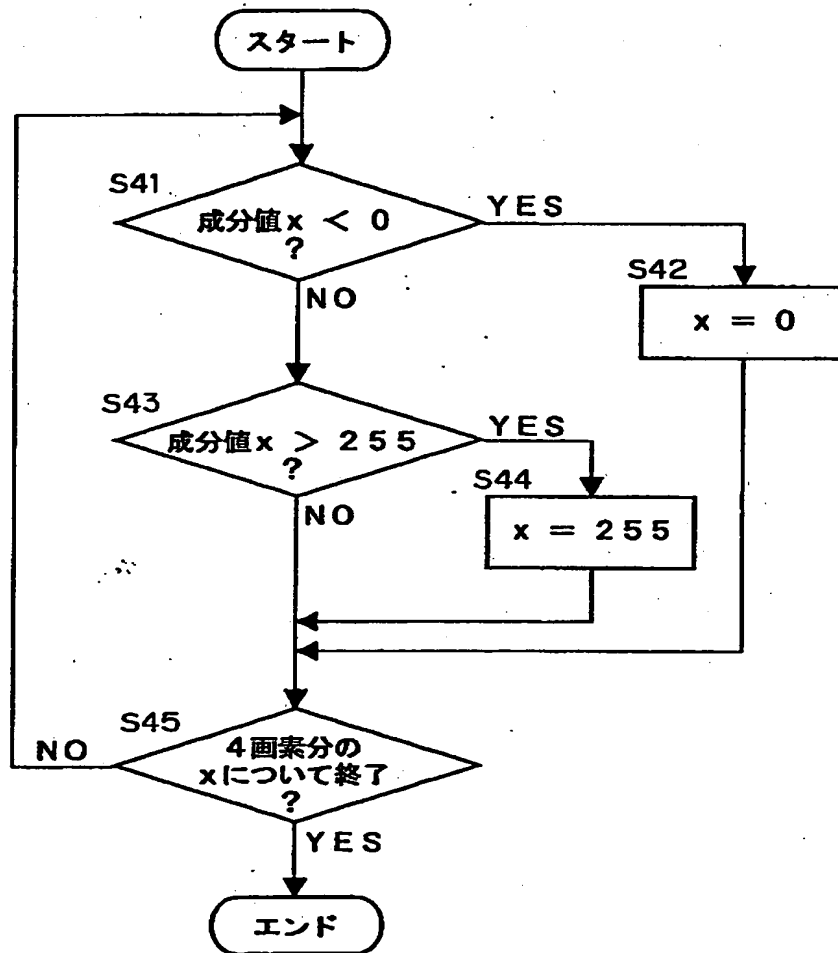 スタート
S41
成分値x < 0
?
YES
NO
S42
x = 0
S43
成分値x > 255
?
YES
NO
S44
x = 255
S45
4画素分の
xについて終了
?
NO
YES
エンド